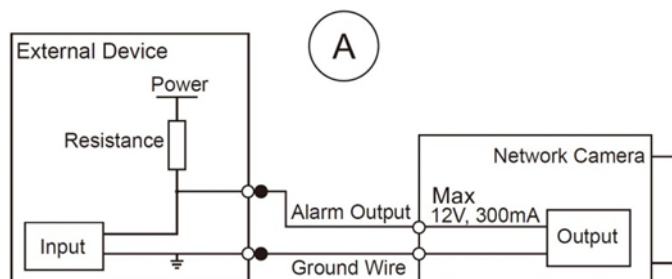 A
External Device
Power
Resistance
Network Camera
Max
12V, 300mA
Alarm Output
Input
Output
Ground Wire